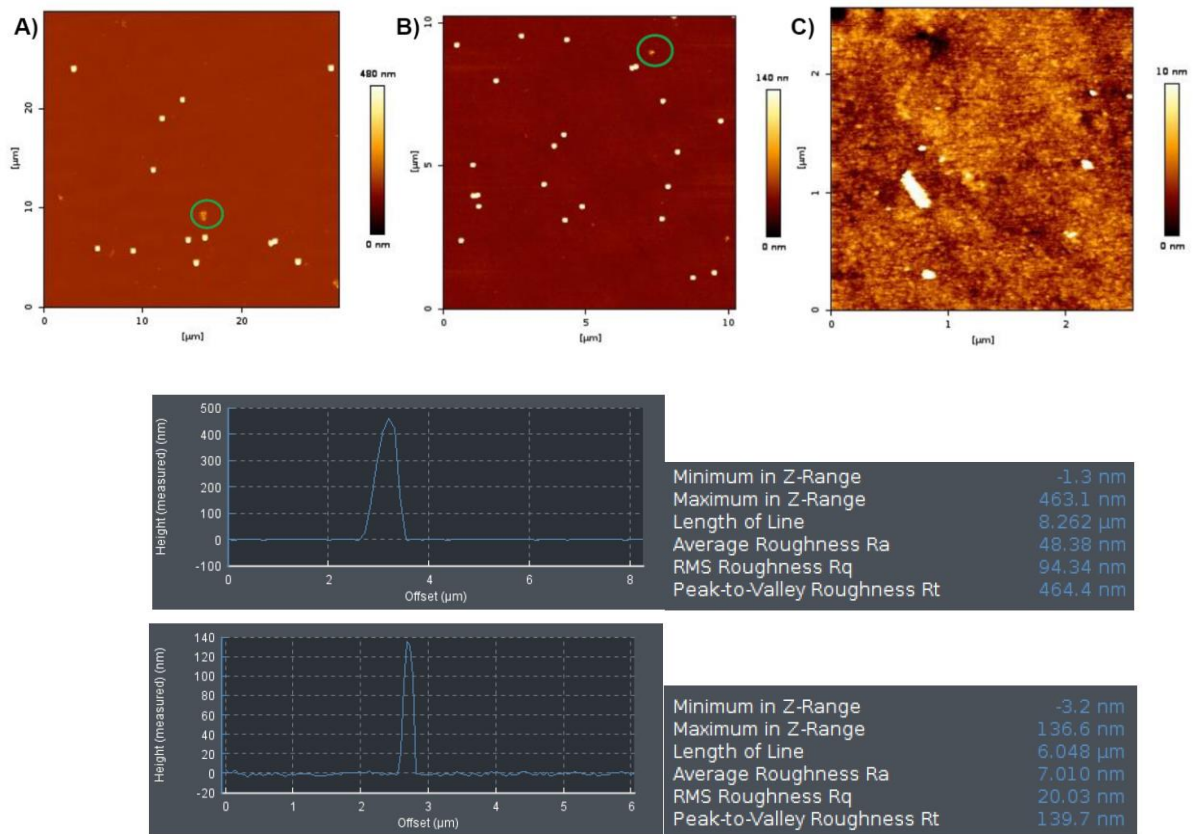 A)
480 nm
0 nm
[µm]
20
10
0
0
10
20
[µm]
B)
140 nm
0 nm
10
[µm]
5
0
0
5
10
[µm]
C)
10 nm
0 nm
2
[µm]
1
0
0
1
2
[µm]
Height (measured) (nm)
500
400
300
200
100
0
-100
0
2
4
6
8
Offset (µm)
Minimum in Z-Range -1.3 nm
Maximum in Z-Range 463.1 nm
Length of Line 8.262 µm
Average Roughness Ra 48.38 nm
RMS Roughness Rq 94.34 nm
Peak-to-Valley Roughness Rt 464.4 nm
Height (measured) (nm)
140
120
100
80
60
40
20
0
-20
0
1
2
3
4
5
6
Offset (µm)
Minimum in Z-Range -3.2 nm
Maximum in Z-Range 136.6 nm
Length of Line 6.048 µm
Average Roughness Ra 7.010 nm
RMS Roughness Rq 20.03 nm
Peak-to-Valley Roughness Rt 139.7 nm